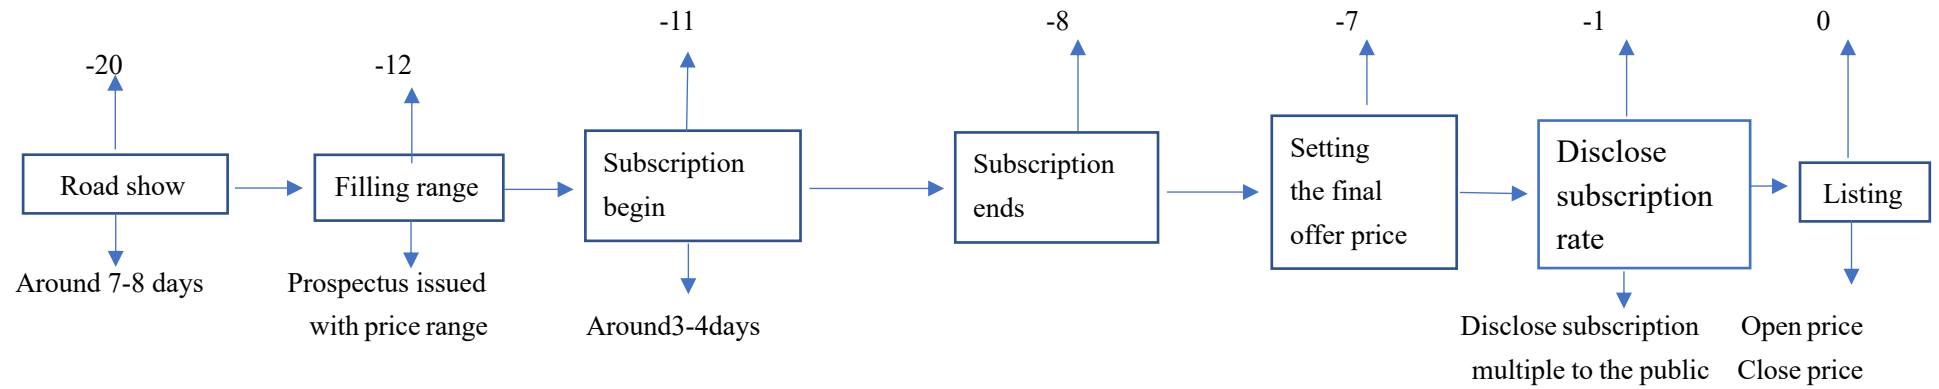 -20
-12
-11
-8
-7
-1
0
Road show
Filling range
Subscription
begin
Subscription
ends
Setting
the final
offer price
Disclose
subscription
rate
Listing
Around 7-8 days
Prospectus issued
with price range
Around3-4days
Disclose subscription
multiple to the public
Open price
Close price